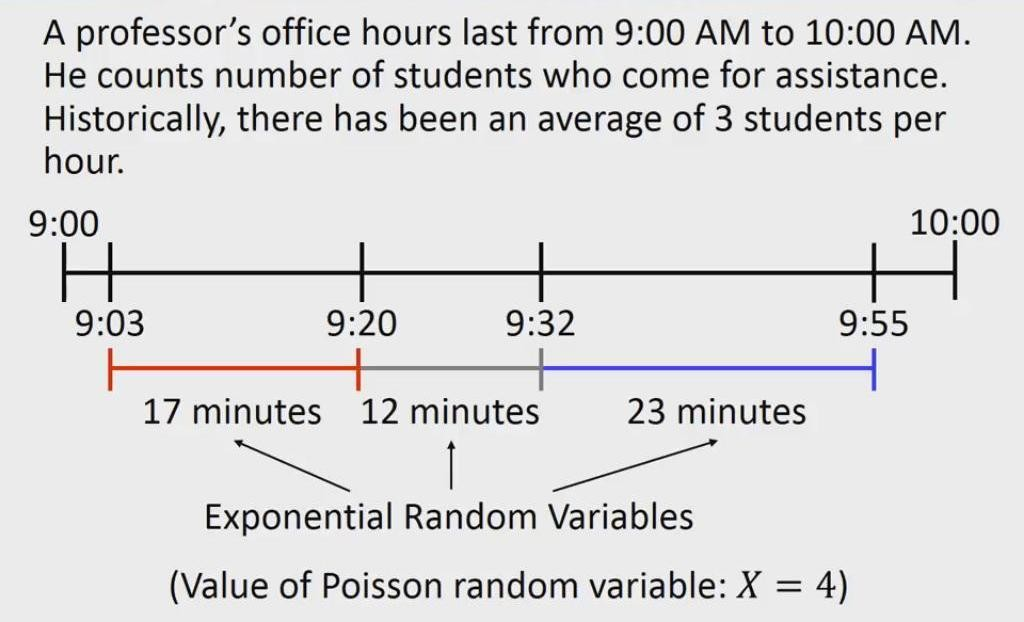 A professor’s office hours last from 9:00 AM to 10:00 AM.
He counts number of students who come for assistance.
Historically, there has been an average of 3 students per
hour.
9:00 10:00
9:03 9:20 9:32 9:55
17 minutes 12 minutes 23 minutes
Exponential Random Variables
(Value of Poisson random variable: X = 4)